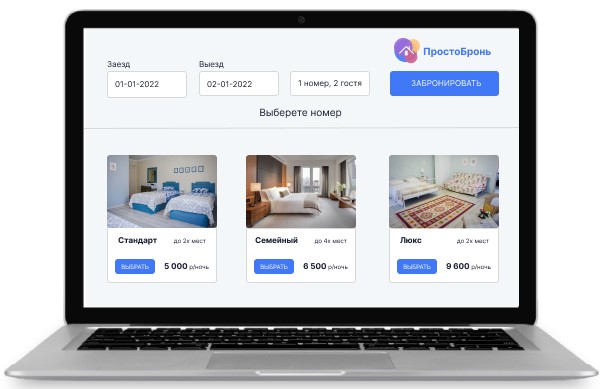 ПростоБронь
Заезд
Выезд
01-01-2022
02-01-2022
1 номер, 2 гостя
ЗАБРОНИРОВАТЬ
Выберете номер
Стандарт
до 2х мест
ВЫБРАТЬ
5 000 р/ночь
Семейный
до 4х мест
ВЫБРАТЬ
6 500 р/ночь
Люкс
до 2х мест
ВЫБРАТЬ
9 600 р/ночь